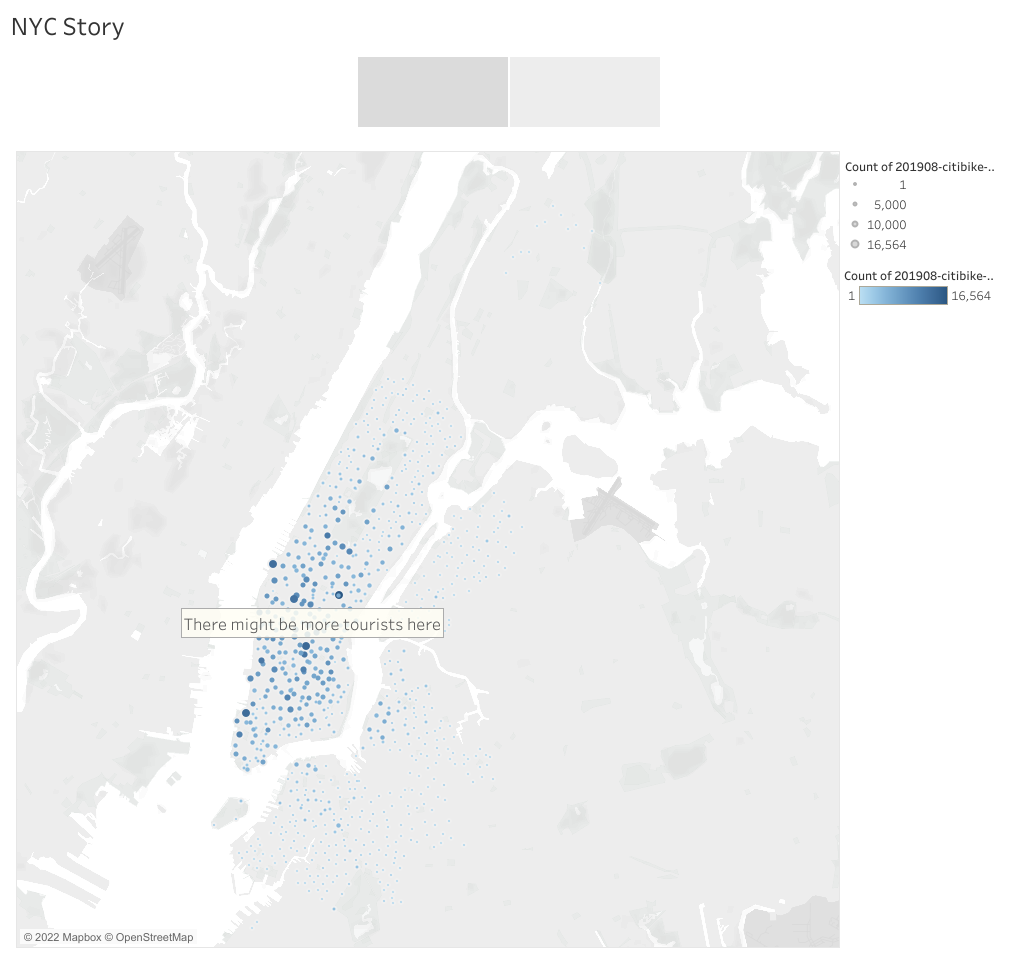 NYC Story
Count of 201908-citibike-..
1
5,000
10,000
16,564
Count of 201908-citibike-..
1 16,564
There might be more tourists here
© 2022 Mapbox © OpenStreetMap